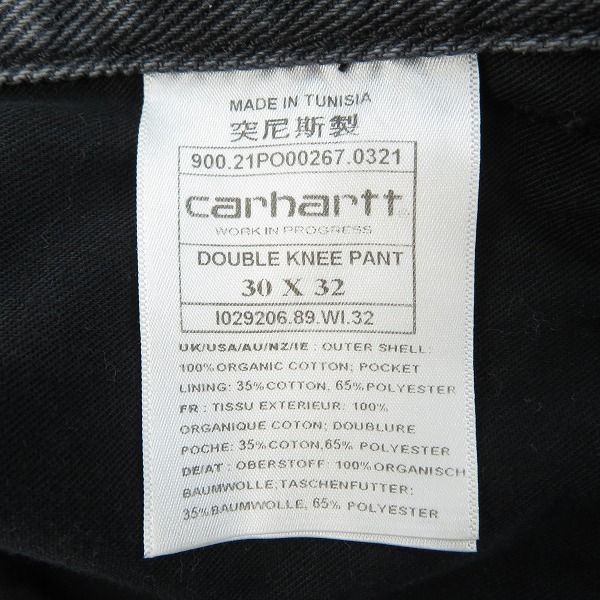 MADE IN TUNISIA
突尼斯製
900.21PO00267.0321
carhartt
WORK IN PROGRESS
DOUBLE KNEE PANT
30 X 32
I029206.89.WI.32
UK/USA/AU/NZ/IE : OUTER SHELL:
100% ORGANIC COTTON; POCKET
LINING: 35% COTTON, 65% POLYESTER
FR : TISSU EXTERIEUR: 100%
ORGANIQUE COTON; DOUBLURE
POCHE: 35% COTON,65% POLYESTER
DE/AT : OBERSTOFF: 100% ORGANISCH
BAUMWOLLE;TASCHENFUTTER:
35%BAUMWOLLE, 65% POLYESTER